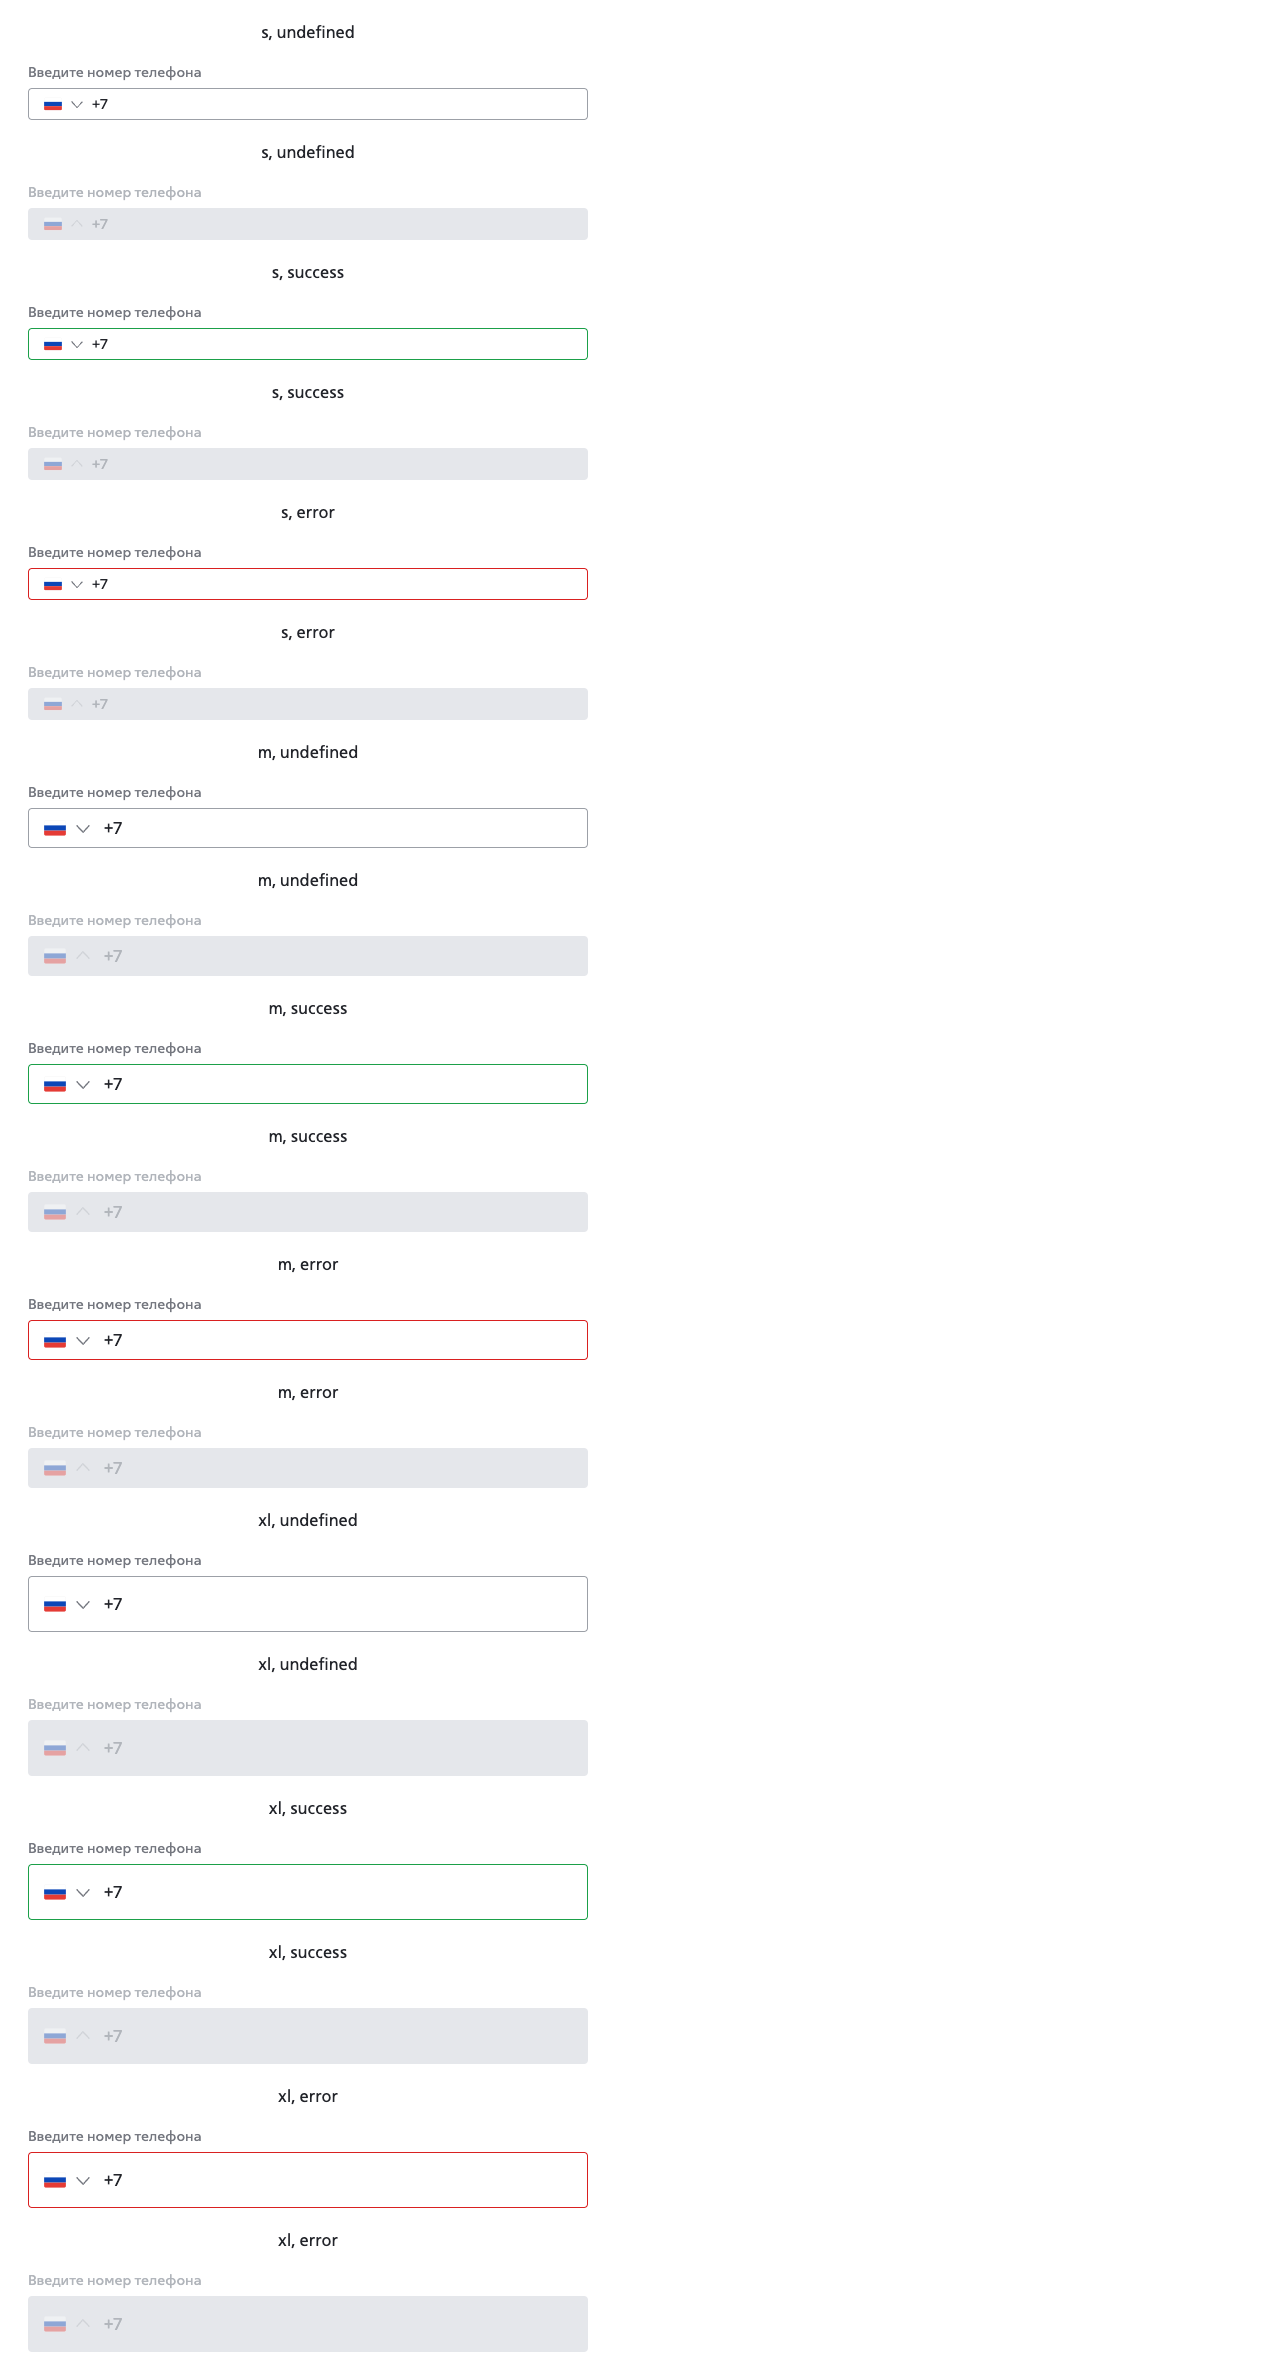 s, undefined
Введите номер телефона
+7
s, undefined
Введите номер телефона
+7
s, success
Введите номер телефона
+7
s, success
Введите номер телефона
+7
s, error
Введите номер телефона
+7
s, error
Введите номер телефона
+7
m, undefined
Введите номер телефона
+7
m, undefined
Введите номер телефона
+7
m, success
Введите номер телефона
+7
m, success
Введите номер телефона
+7
m, error
Введите номер телефона
+7
m, error
Введите номер телефона
+7
xl, undefined
Введите номер телефона
+7
xl, undefined
Введите номер телефона
+7
xl, success
Введите номер телефона
+7
xl, success
Введите номер телефона
+7
xl, error
Введите номер телефона
+7
xl, error
Введите номер телефона
+7